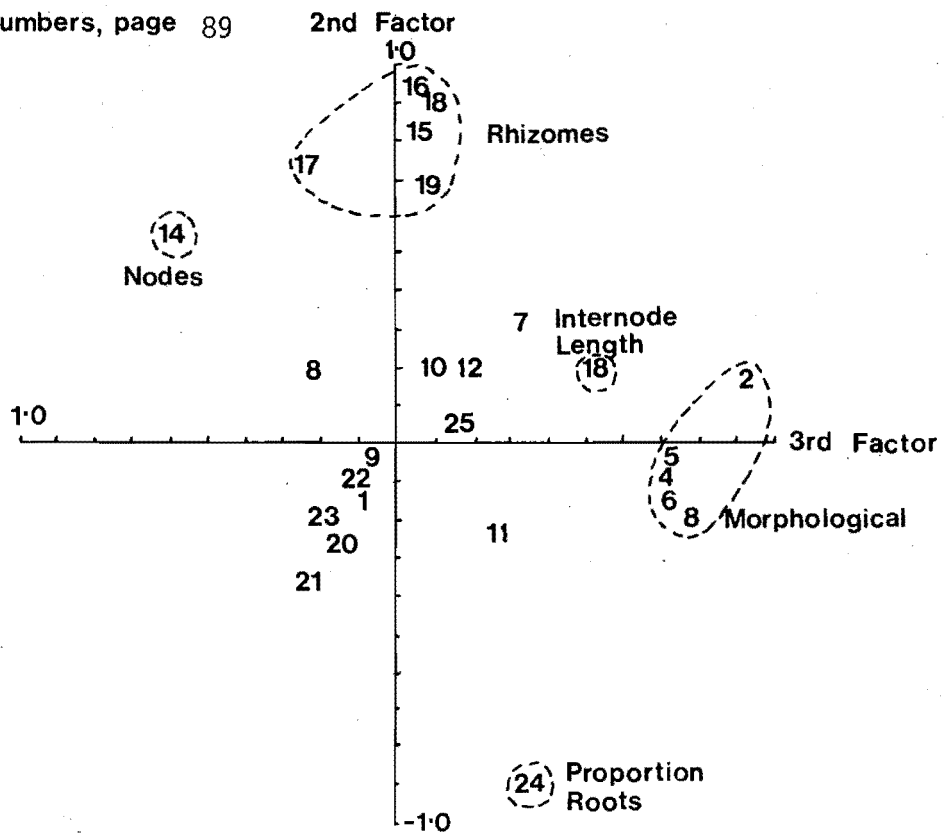 umbers, page 89
2nd Factor
1·0
16
18
15
Rhizomes
17
19
14
Nodes
7
Internode
Length
8
10
12
18
2
1·0
25
3rd Factor
9
5
22
4
1
6
23
8
Morphological
20
11
21
24
Proportion
Roots
-1·0